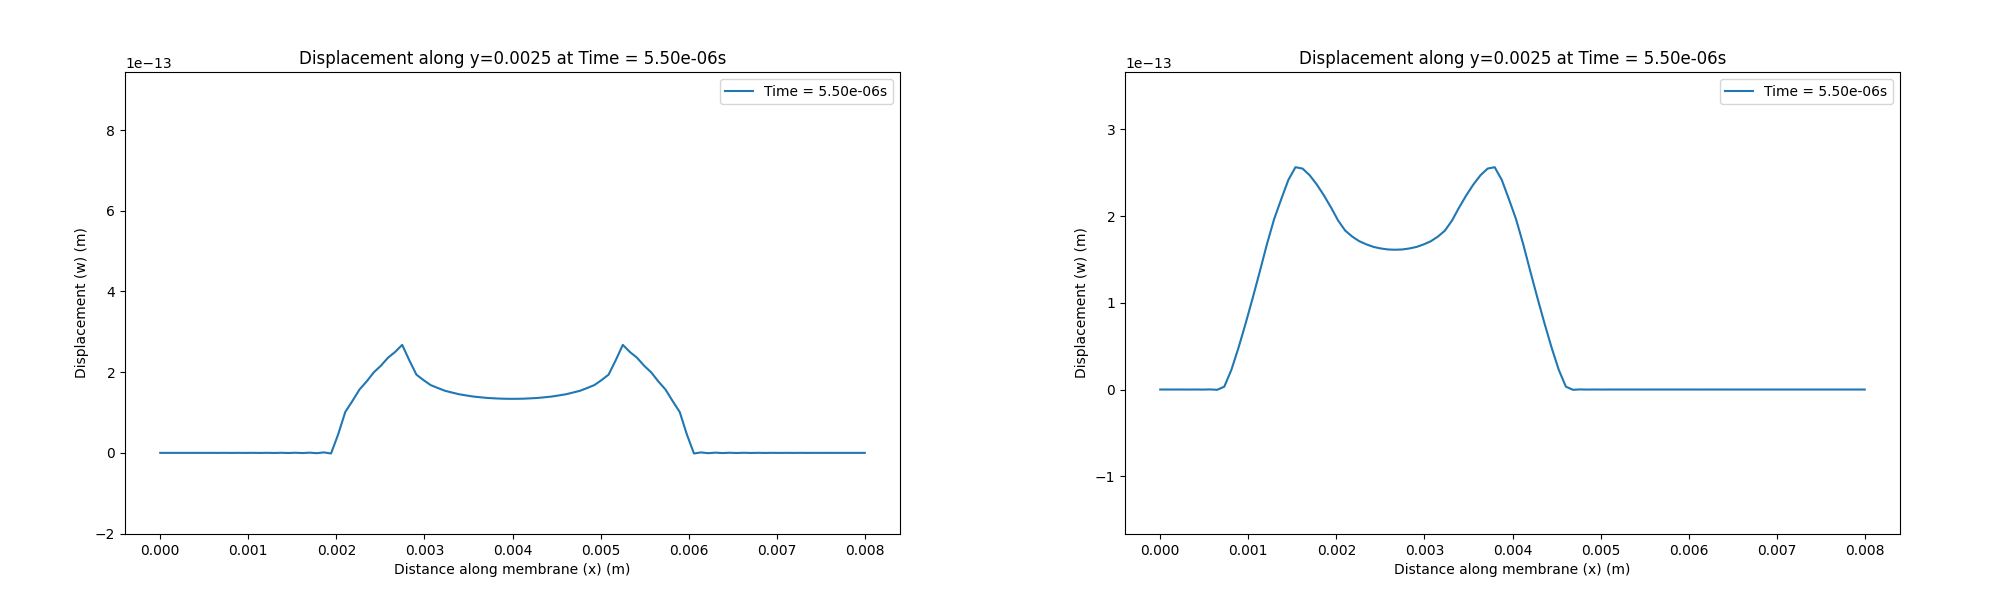 Displacement along y=0.0025 at Time = 5.50e-06s
1e−13
Time = 5.50e-06s
8
6
4
2
0
−2
Displacement (w) (m)
0.000 0.001 0.002 0.003 0.004 0.005 0.006 0.007 0.008
Distance along membrane (x) (m)
Displacement along y=0.0025 at Time = 5.50e-06s
1e−13
Time = 5.50e-06s
3
2
1
0
−1
Displacement (w) (m)
0.000 0.001 0.002 0.003 0.004 0.005 0.006 0.007 0.008
Distance along membrane (x) (m)